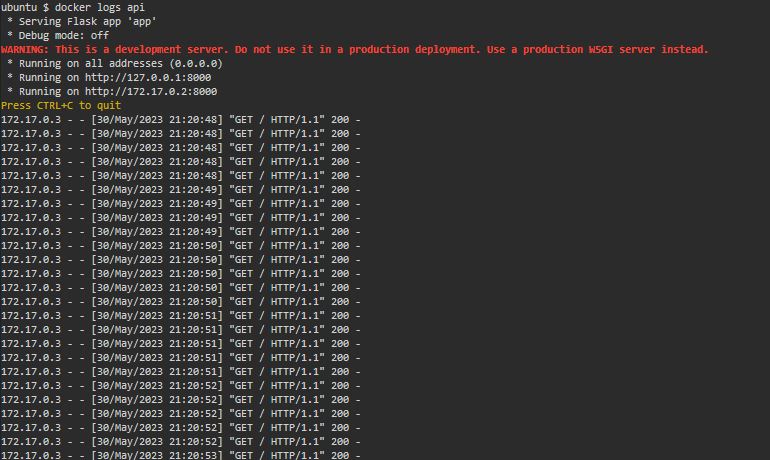 ubuntu $ docker logs api
 * Serving Flask app 'app'
 * Debug mode: off
WARNING: This is a development server. Do not use it in a production deployment. Use a production WSGI server instead.
 * Running on all addresses (0.0.0.0)
 * Running on http://127.0.0.1:8000
 * Running on http://172.17.0.2:8000
Press CTRL+C to quit
172.17.0.3 - - [30/May/2023 21:20:48] "GET / HTTP/1.1" 200 -
172.17.0.3 - - [30/May/2023 21:20:48] "GET / HTTP/1.1" 200 -
172.17.0.3 - - [30/May/2023 21:20:48] "GET / HTTP/1.1" 200 -
172.17.0.3 - - [30/May/2023 21:20:48] "GET / HTTP/1.1" 200 -
172.17.0.3 - - [30/May/2023 21:20:48] "GET / HTTP/1.1" 200 -
172.17.0.3 - - [30/May/2023 21:20:49] "GET / HTTP/1.1" 200 -
172.17.0.3 - - [30/May/2023 21:20:49] "GET / HTTP/1.1" 200 -
172.17.0.3 - - [30/May/2023 21:20:49] "GET / HTTP/1.1" 200 -
172.17.0.3 - - [30/May/2023 21:20:49] "GET / HTTP/1.1" 200 -
172.17.0.3 - - [30/May/2023 21:20:50] "GET / HTTP/1.1" 200 -
172.17.0.3 - - [30/May/2023 21:20:50] "GET / HTTP/1.1" 200 -
172.17.0.3 - - [30/May/2023 21:20:50] "GET / HTTP/1.1" 200 -
172.17.0.3 - - [30/May/2023 21:20:50] "GET / HTTP/1.1" 200 -
172.17.0.3 - - [30/May/2023 21:20:50] "GET / HTTP/1.1" 200 -
172.17.0.3 - - [30/May/2023 21:20:51] "GET / HTTP/1.1" 200 -
172.17.0.3 - - [30/May/2023 21:20:51] "GET / HTTP/1.1" 200 -
172.17.0.3 - - [30/May/2023 21:20:51] "GET / HTTP/1.1" 200 -
172.17.0.3 - - [30/May/2023 21:20:51] "GET / HTTP/1.1" 200 -
172.17.0.3 - - [30/May/2023 21:20:51] "GET / HTTP/1.1" 200 -
172.17.0.3 - - [30/May/2023 21:20:52] "GET / HTTP/1.1" 200 -
172.17.0.3 - - [30/May/2023 21:20:52] "GET / HTTP/1.1" 200 -
172.17.0.3 - - [30/May/2023 21:20:52] "GET / HTTP/1.1" 200 -
172.17.0.3 - - [30/May/2023 21:20:52] "GET / HTTP/1.1" 200 -
172.17.0.3 - - [30/May/2023 21:20:52] "GET / HTTP/1.1" 200 -
172.17.0.3 - - [30/May/2023 21:20:53] "GET / HTTP/1.1" 200 -